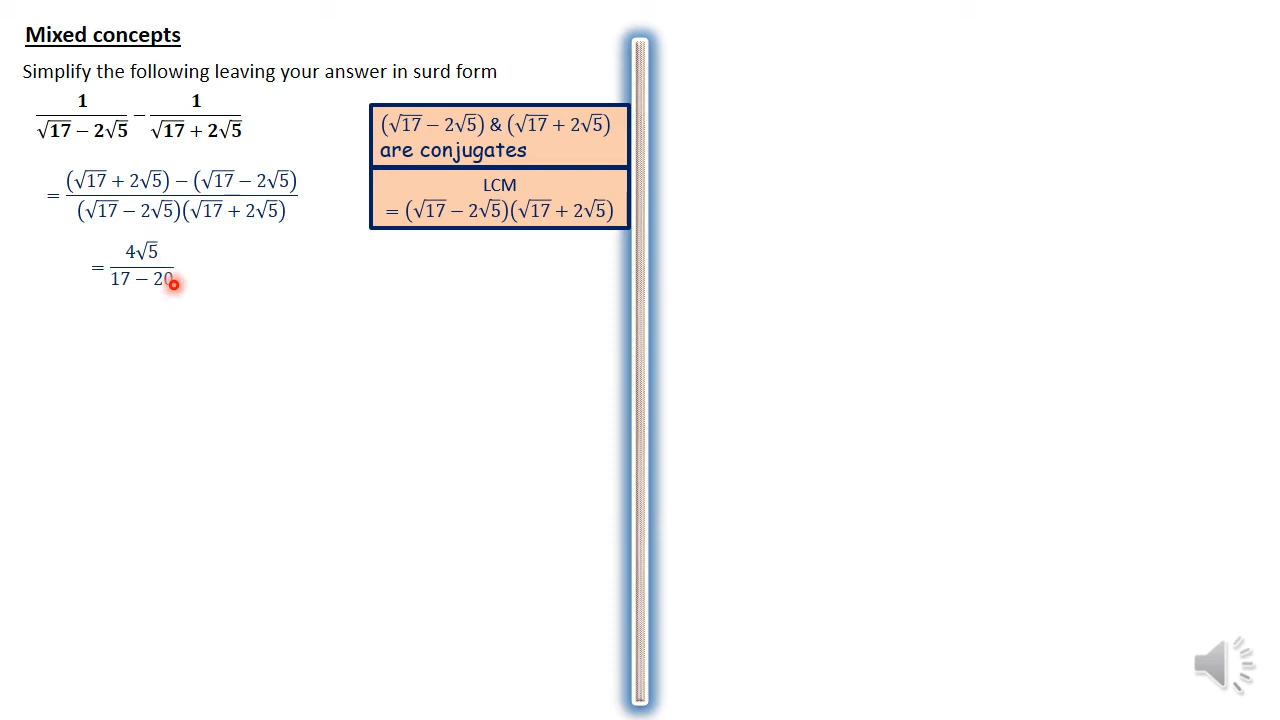 Mixed concepts
Simplify the following leaving your answer in surd form
1/(√17 − 2√5) − 1/(√17 + 2√5)
= ((√17 + 2√5) − (√17 − 2√5))/((√17 − 2√5)(√17 + 2√5))
= 4√5/(17 − 20)
(√17 − 2√5) & (√17 + 2√5)
are conjugates
LCM
= (√17 − 2√5)(√17 + 2√5)